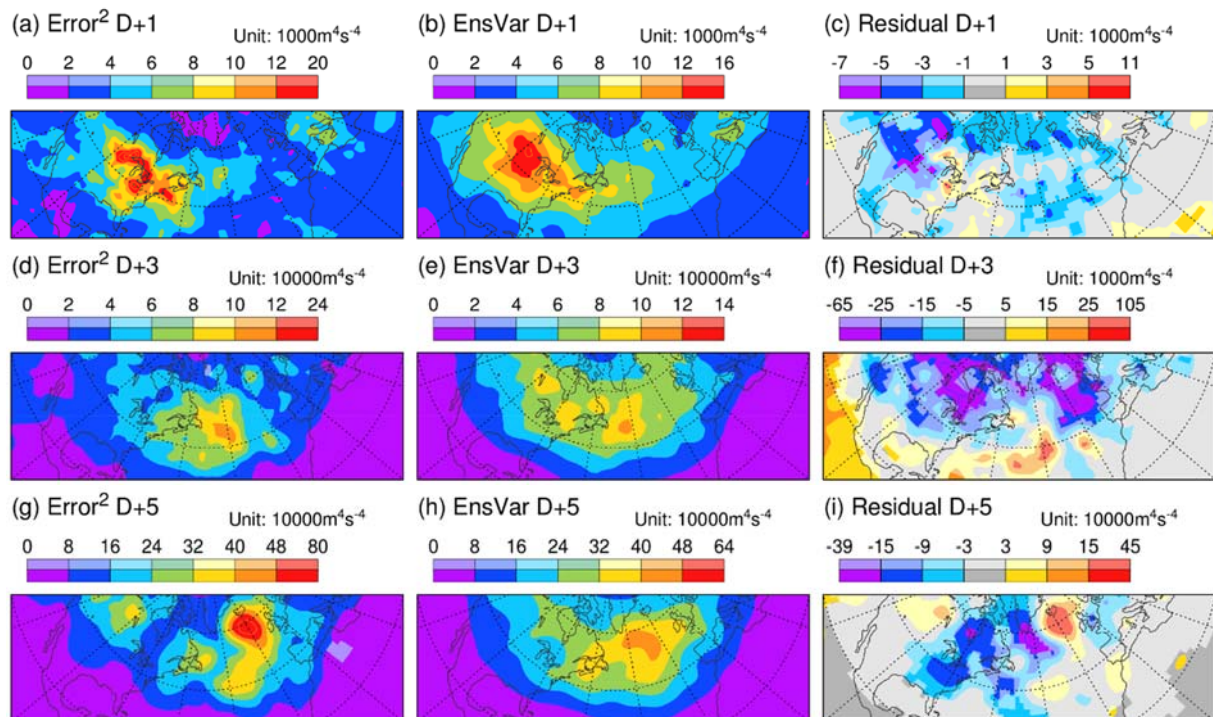 (a) Error² D+1
Unit: 1000m⁴s⁻⁴
0 2 4 6 8 10 12 20
(b) EnsVar D+1
Unit: 1000m⁴s⁻⁴
0 2 4 6 8 10 12 16
(c) Residual D+1
Unit: 1000m⁴s⁻⁴
-7 -5 -3 -1 1 3 5 11
(d) Error² D+3
Unit: 10000m⁴s⁻⁴
0 2 4 6 8 10 12 24
(e) EnsVar D+3
Unit: 10000m⁴s⁻⁴
0 2 4 6 8 10 12 14
(f) Residual D+3
Unit: 1000m⁴s⁻⁴
-65 -25 -15 -5 5 15 25 105
(g) Error² D+5
Unit: 10000m⁴s⁻⁴
0 8 16 24 32 40 48 80
(h) EnsVar D+5
Unit: 10000m⁴s⁻⁴
0 8 16 24 32 40 48 64
(i) Residual D+5
Unit: 10000m⁴s⁻⁴
-39 -15 -9 -3 3 9 15 45